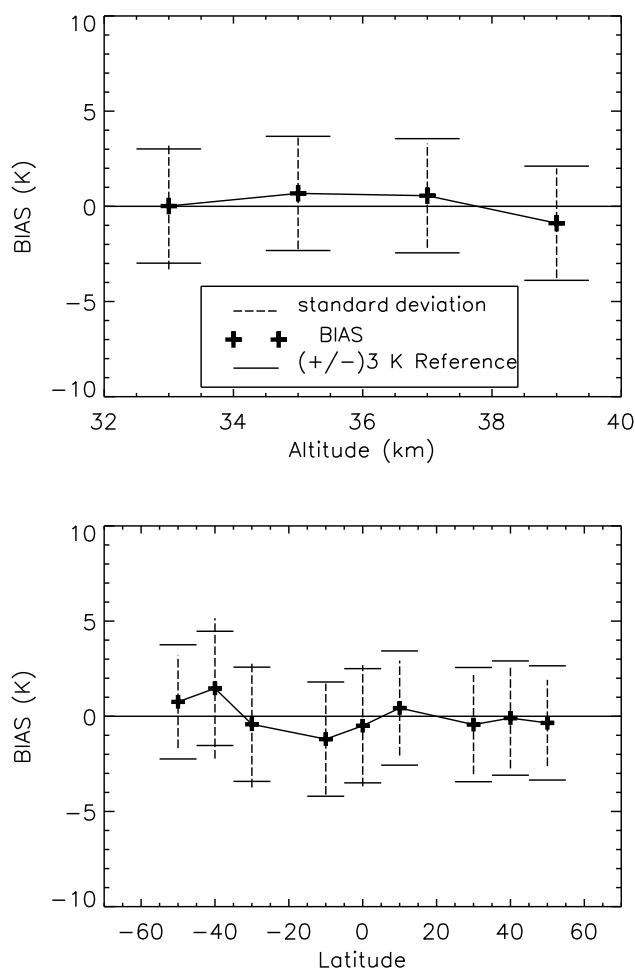 10
5
0
−5
−10
BIAS (K)
standard deviation
BIAS
(+/−)3 K Reference
32 34 36 38 40
Altitude (km)
10
5
0
−5
−10
BIAS (K)
−60 −40 −20 0 20 40 60
Latitude